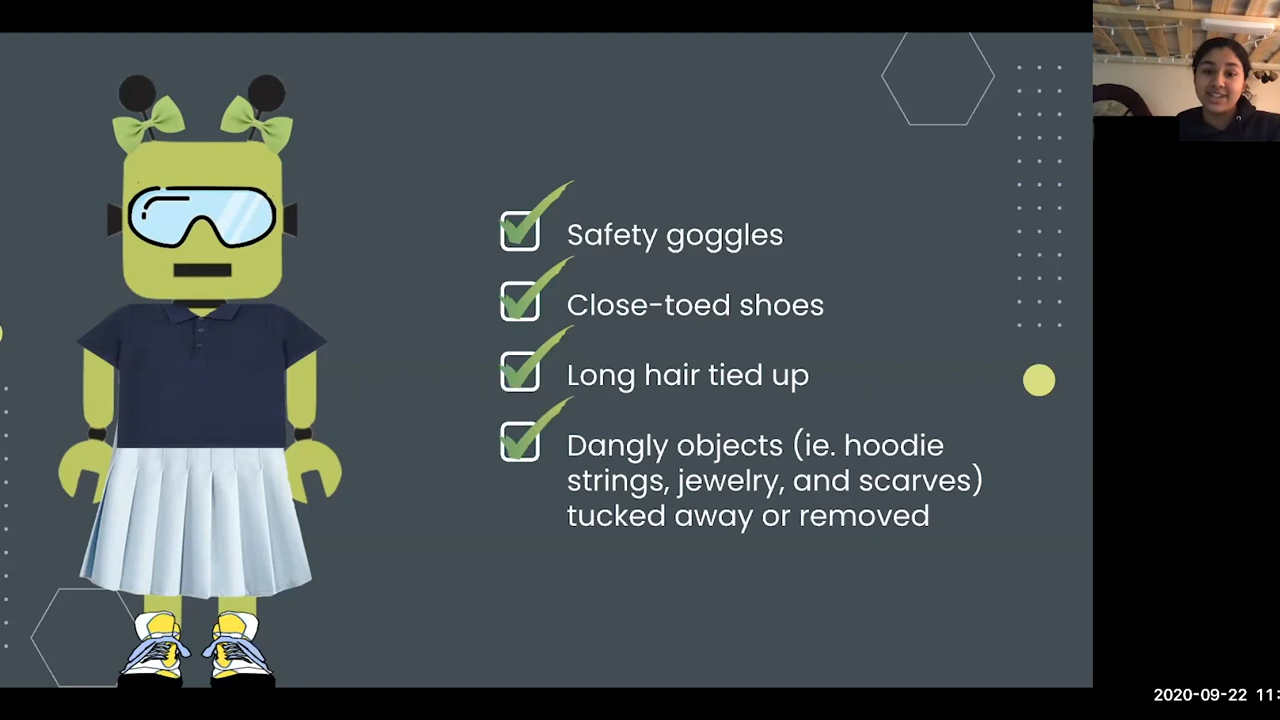 Safety goggles
Close-toed shoes
Long hair tied up
Dangly objects (ie. hoodie
strings, jewelry, and scarves)
tucked away or removed
2020-09-22 11: